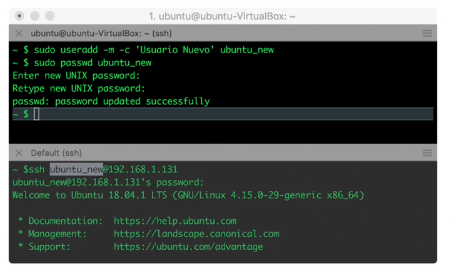 1. ubuntu@ubuntu-VirtualBox: ~
ubuntu@ubuntu-VirtualBox: ~ (ssh)
~ $ sudo useradd -m -c 'Usuario Nuevo' ubuntu_new
~ $ sudo passwd ubuntu_new
Enter new UNIX password:
Retype new UNIX password:
passwd: password updated successfully
~ $
Default (ssh)
~ $ssh ubuntu_new@192.168.1.131
ubuntu_new@192.168.1.131's password:
Welcome to Ubuntu 18.04.1 LTS (GNU/Linux 4.15.0-29-generic x86_64)
* Documentation: https://help.ubuntu.com
* Management: https://landscape.canonical.com
* Support: https://ubuntu.com/advantage